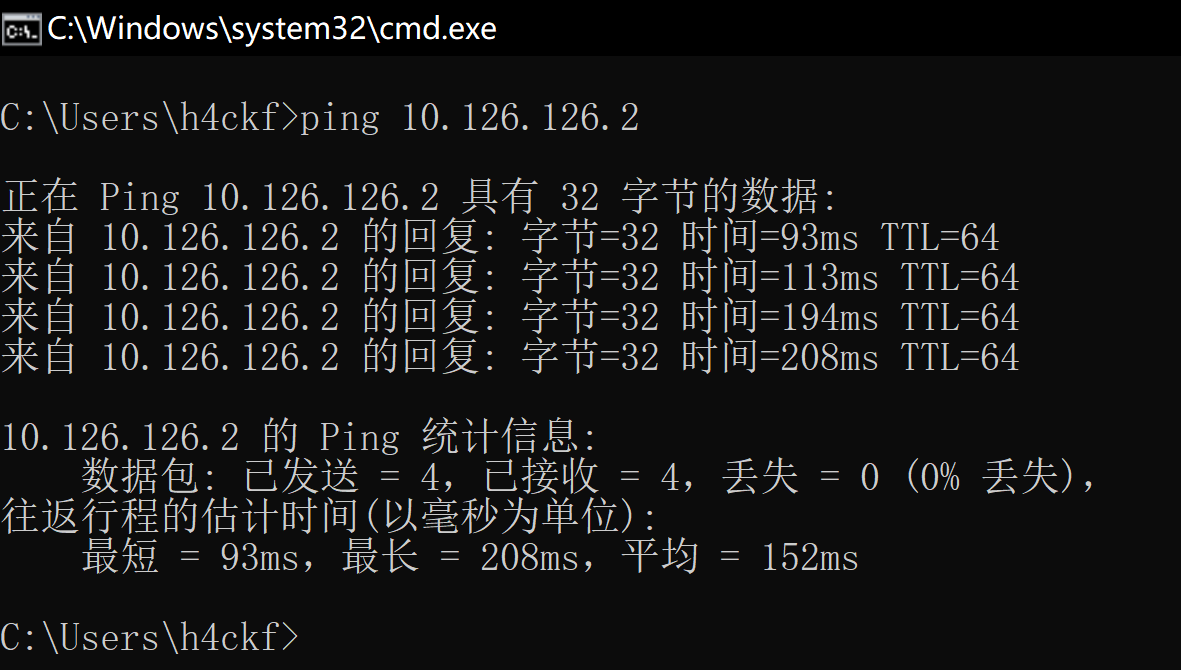 C:\Windows\system32\cmd.exe
C:\Users\h4ckf>ping 10.126.126.2
正在 Ping 10.126.126.2 具有 32 字节的数据:
来自 10.126.126.2 的回复: 字节=32 时间=93ms TTL=64
来自 10.126.126.2 的回复: 字节=32 时间=113ms TTL=64
来自 10.126.126.2 的回复: 字节=32 时间=194ms TTL=64
来自 10.126.126.2 的回复: 字节=32 时间=208ms TTL=64
10.126.126.2 的 Ping 统计信息:
    数据包: 已发送 = 4，已接收 = 4，丢失 = 0 (0% 丢失)，
往返行程的估计时间(以毫秒为单位):
    最短 = 93ms，最长 = 208ms，平均 = 152ms
C:\Users\h4ckf>